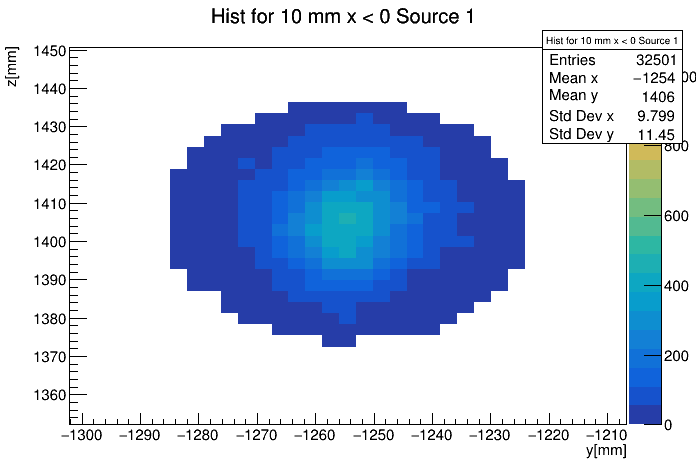 Hist for 10 mm x < 0 Source 1
Hist for 10 mm x < 0 Source 1
Entries 32501
Mean x −1254
Mean y 1406
Std Dev x 9.799
Std Dev y 11.45
z[mm]
1450
1440
1430
1420
1410
1400
1390
1380
1370
1360
−1300 −1290 −1280 −1270 −1260 −1250 −1240 −1230 −1220 −1210
y[mm]
800
600
400
200
0